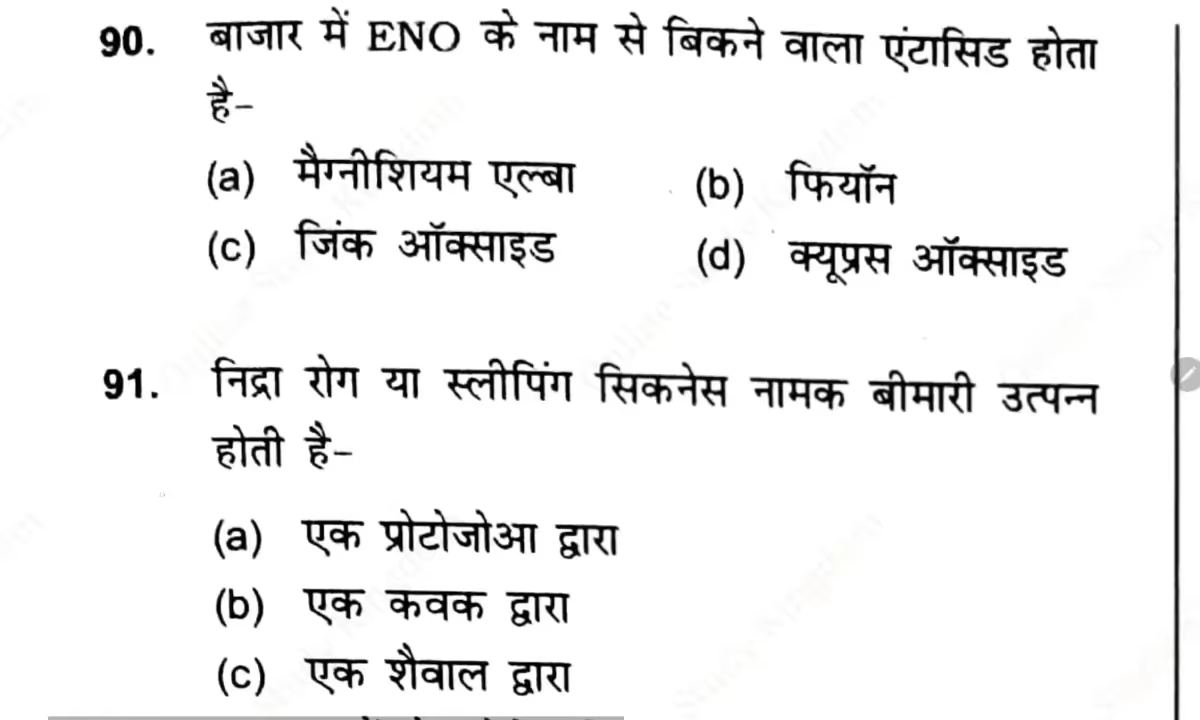 90. बाजार में ENO के नाम से बिकने वाला एंटासिड होता
है–
(a) मैग्नीशियम एल्बा (b) फियॉन
(c) जिंक ऑक्साइड (d) क्यूप्रस ऑक्साइड
91. निद्रा रोग या स्लीपिंग सिकनेस नामक बीमारी उत्पन्न
होती है–
(a) एक प्रोटोजोआ द्वारा
(b) एक कवक द्वारा
(c) एक शैवाल द्वारा